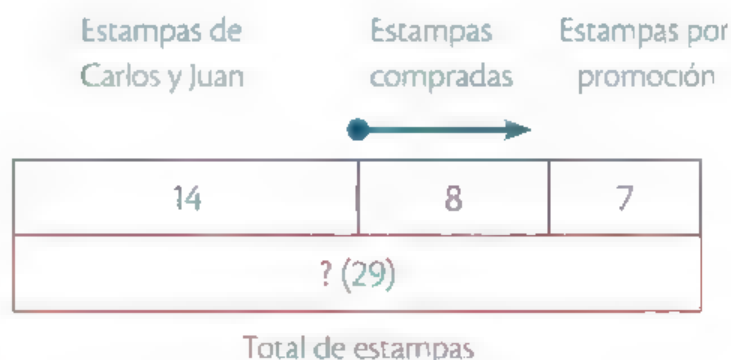 Estampas de
Carlos y Juan
Estampas
compradas
Estampas por
promoción
14 8 7
? (29)
Total de estampas